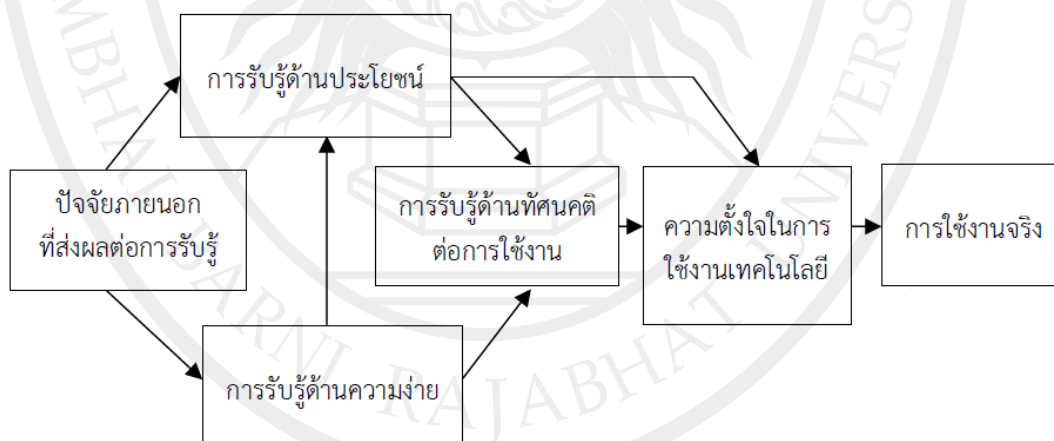 การรับรู้ด้านประโยชน์
ปัจจัยภายนอก
ที่ส่งผลต่อการรับรู้
การรับรู้ด้านทัศนคติ
ต่อการใช้งาน
ความตั้งใจในการ
ใช้งานเทคโนโลยี
การใช้งานจริง
การรับรู้ด้านความง่าย
MBHAI SARNI RAJABHAT UNIVERS